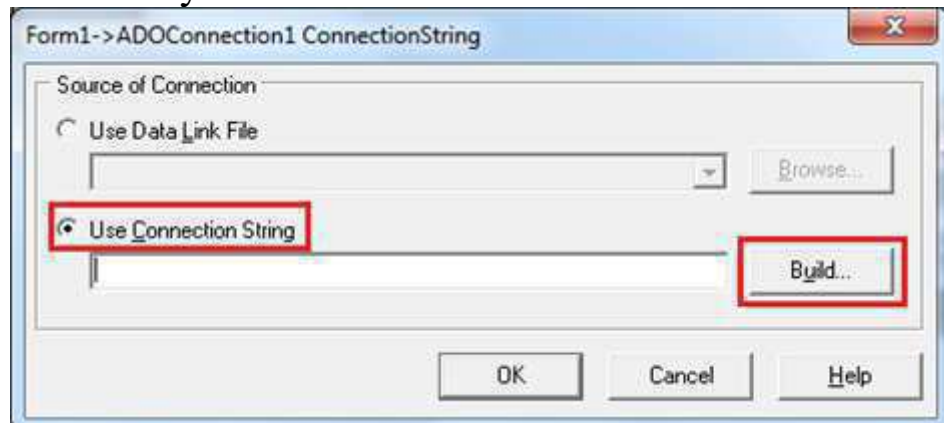 Form1->ADOConnection1 ConnectionString
Source of Connection
Use Data Link File
Browse...
Use Connection String
Build...
OK Cancel Help